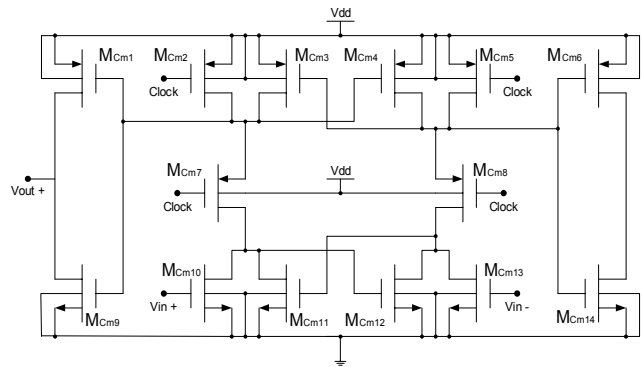 Vdd
MCm1
MCm2
MCm3
MCm4
MCm5
MCm6
Clock
Clock
MCm7
Vdd
MCm8
Vout +
Clock
Clock
MCm10
MCm13
Vin +
Vin -
MCm9
MCm11
MCm12
MCm14